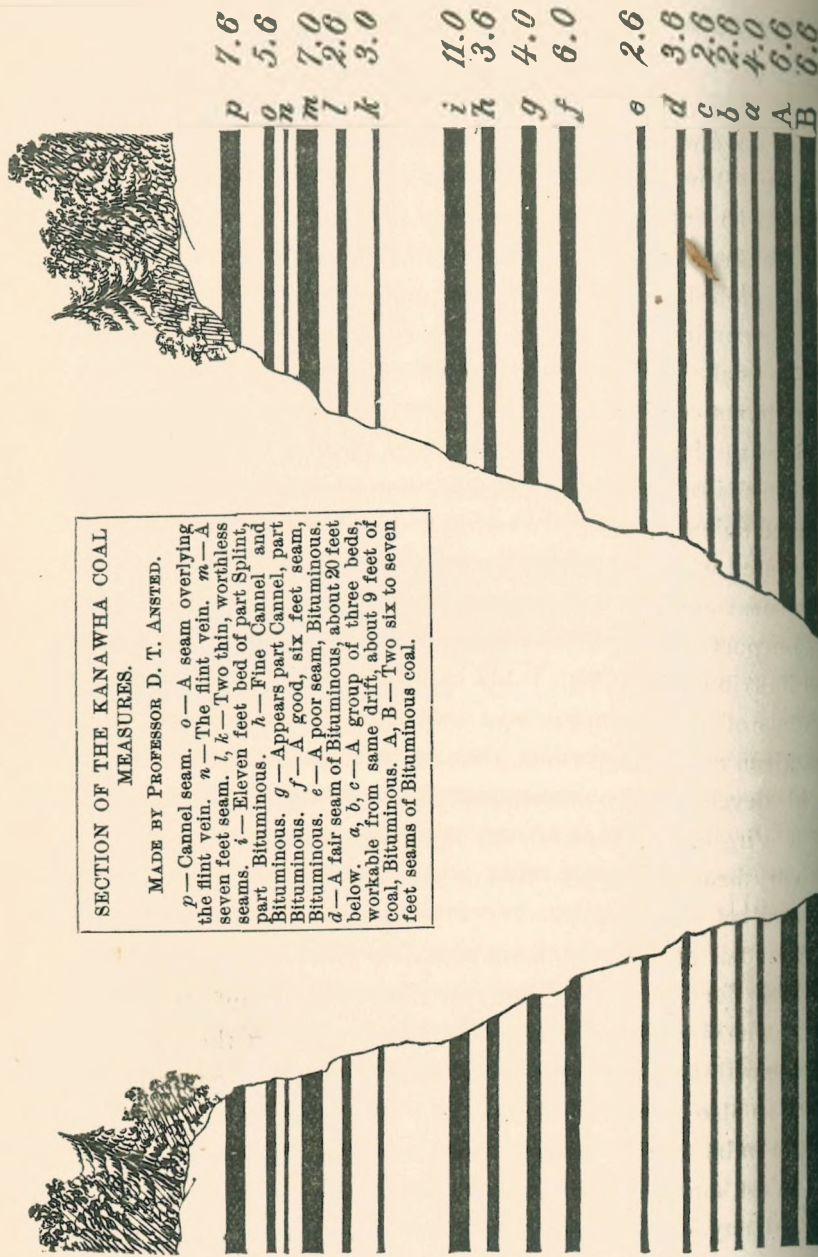 SECTION OF THE KANAWHA COAL
MEASURES.
MADE BY PROFESSOR D. T. ANSTED.
p—Cannel seam. o—A seam overlying
the flint vein. n—The flint vein. m—A
seven feet seam. l, k—Two thin, worthless
seams. i—Eleven feet bed of part Splint,
part Bituminous. h—Fine Cannel and
Bituminous. g—Appears part Cannel, part
Bituminous. f—A good, six feet seam,
Bituminous. e—A poor seam, Bituminous.
d—A fair seam of Bituminous, about 20 feet
below. a, b, c—A group of three beds,
workable from same drift, about 9 feet of
coal, Bituminous. A, B—Two six to seven
feet seams of Bituminous coal.
p 7.6
o 5.6
n
m 7.0
l 2.6
k 3.0
i 11.0
h 3.6
g 4.0
f 6.0
e 2.6
d 3.6
c 2.6
b 2.6
a 4.0
A 6.6
B 6.6